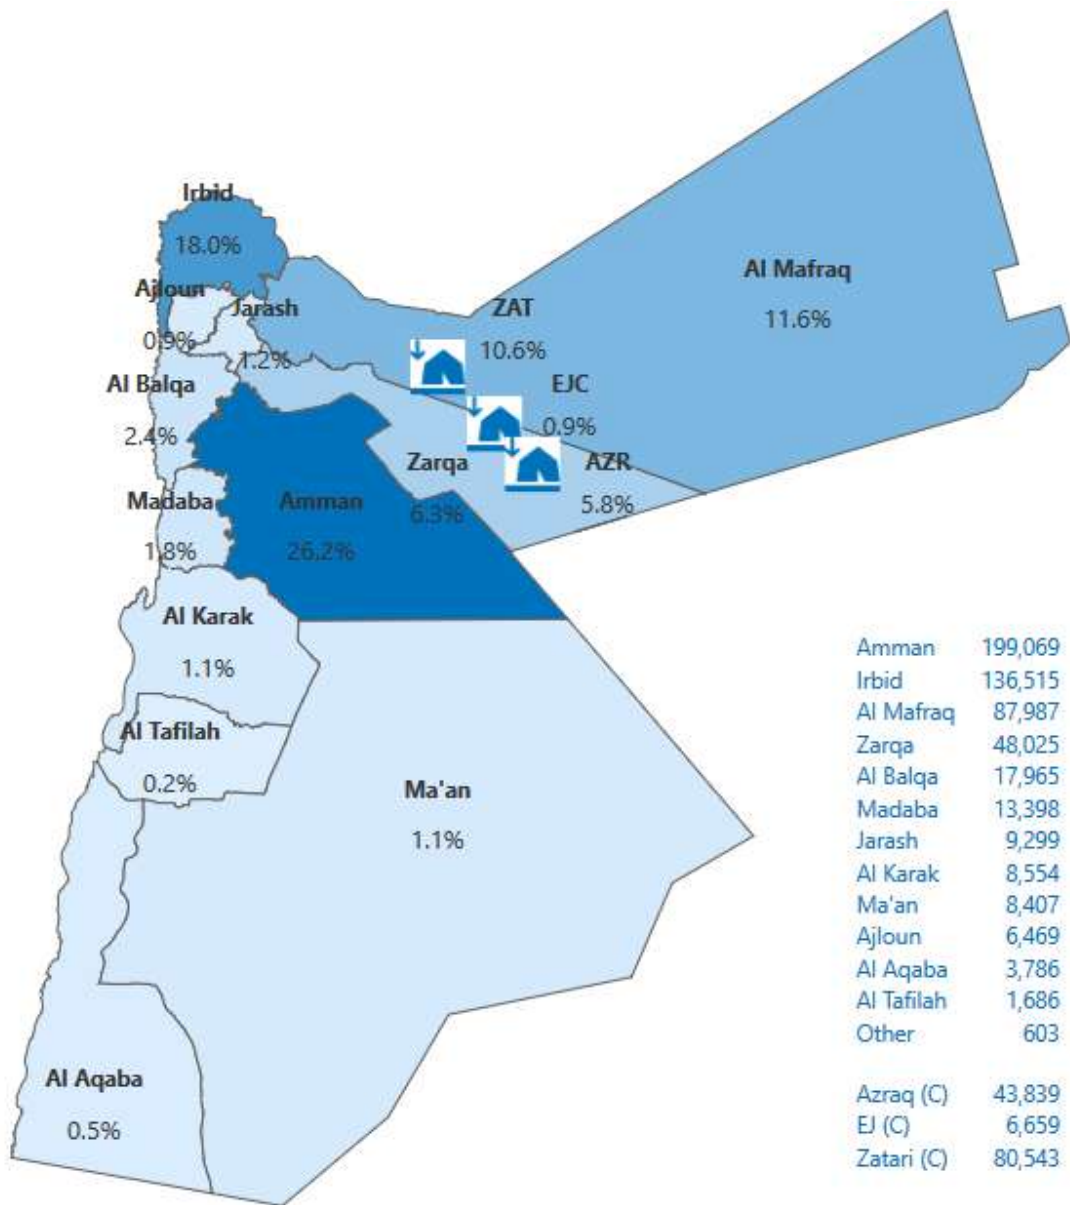 Irbid
18.0%
Ajloun
0.9%
Jarash
1.2%
Al Mafraq
11.6%
ZAT
10.6%
EJC
0.9%
AZR
5.8%
Al Balqa
2.4%
Zarqa
6.3%
Madaba
1.8%
Amman
26.2%
Al Karak
1.1%
Al Tafilah
0.2%
Ma'an
1.1%
Al Aqaba
0.5%
Amman 199,069
Irbid 136,515
Al Mafraq 87,987
Zarqa 48,025
Al Balqa 17,965
Madaba 13,398
Jarash 9,299
Al Karak 8,554
Ma'an 8,407
Ajloun 6,469
Al Aqaba 3,786
Al Tafilah 1,686
Other 603
Azraq (C) 43,839
EJ (C) 6,659
Zatari (C) 80,543